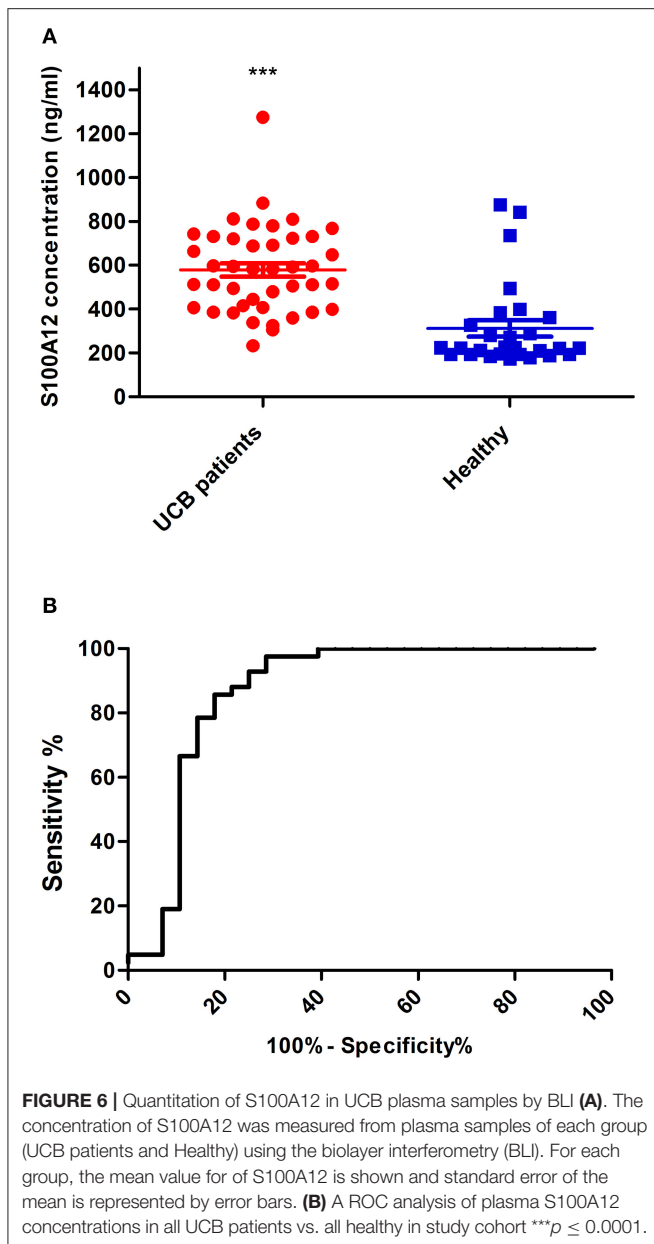 A
***
S100A12 concentration (ng/ml)
1400
1200
1000
800
600
400
200
0
UCB patients
Healthy
B
Sensitivity %
100
80
60
40
20
0
0
20
40
60
80
100
100% - Specificity%
FIGURE 6 | Quantitation of S100A12 in UCB plasma samples by BLI (A). The
concentration of S100A12 was measured from plasma samples of each group
(UCB patients and Healthy) using the biolayer interferometry (BLI). For each
group, the mean value for of S100A12 is shown and standard error of the
mean is represented by error bars. (B) A ROC analysis of plasma S100A12
concentrations in all UCB patients vs. all healthy in study cohort ***p ≤ 0.0001.